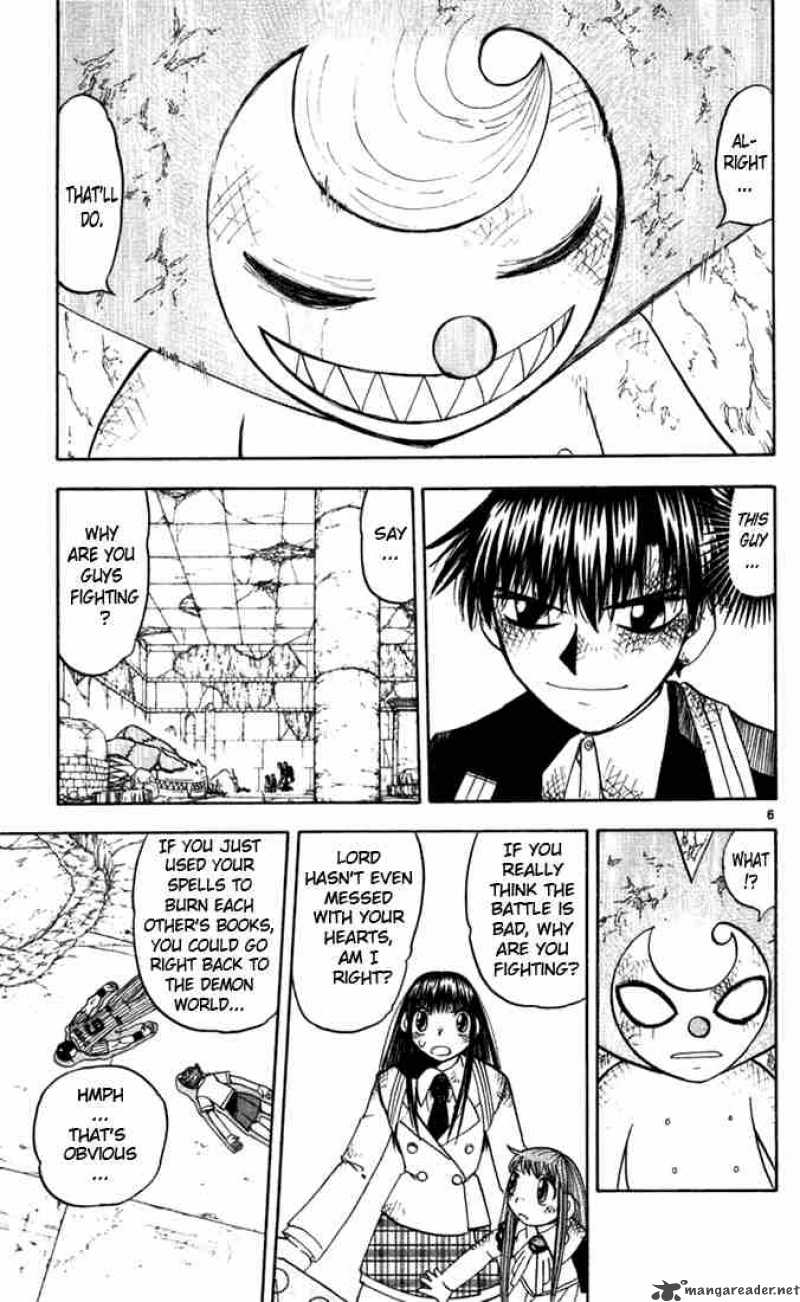 AL-
RIGHT
...
THAT'LL
DO.
THIS
GUY
...
SAY
...
WHY
ARE YOU
GUYS
FIGHTING
?
6
WHAT
!?
IF YOU
REALLY
THINK THE
BATTLE IS
BAD, WHY
ARE YOU
FIGHTING?
LORD
HASN'T EVEN
MESSED
WITH YOUR
HEARTS,
AM I
RIGHT?
IF YOU JUST
USED YOUR
SPELLS TO
BURN EACH
OTHER'S BOOKS,
YOU COULD GO
RIGHT BACK TO
THE DEMON
WORLD...
HMPH
...
THAT'S
OBVIOUS
...
mangareader.net